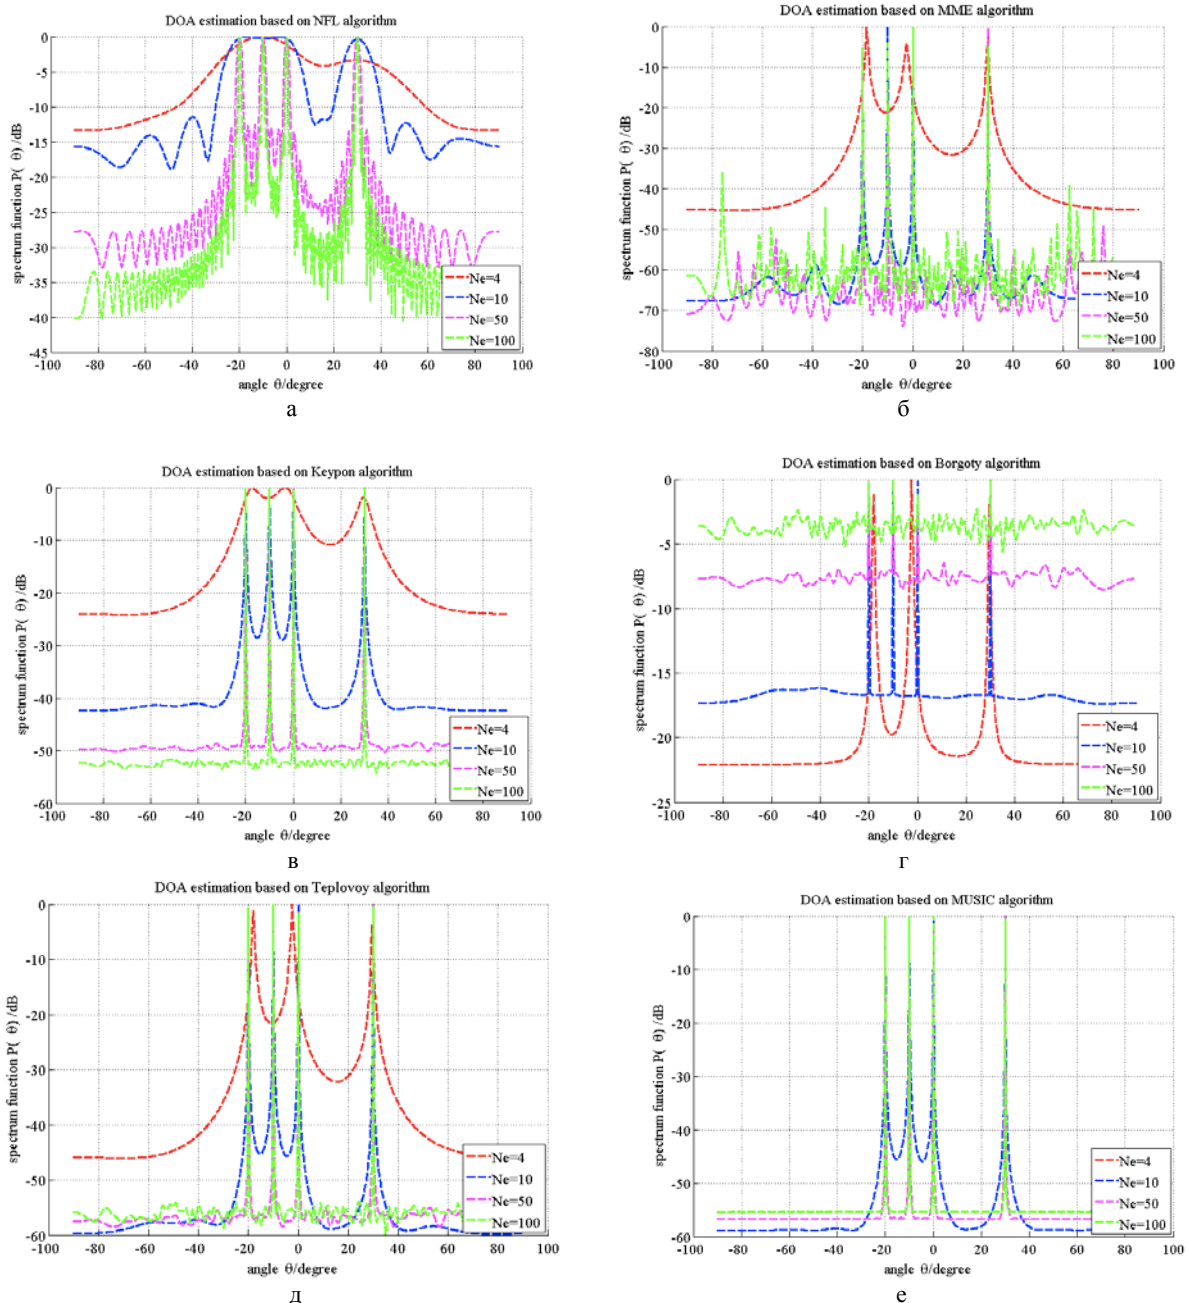 DOA estimation based on NFL algorithm
spectrum function P( θ) /dB
0
-5
-10
-15
-20
-25
-30
-35
-40
-45
-100 -80 -60 -40 -20 0 20 40 60 80 100
angle θ/degree
Ne=4
Ne=10
Ne=50
Ne=100
а
DOA estimation based on MME algorithm
spectrum function P( θ) /dB
0
-10
-20
-30
-40
-50
-60
-70
-80
-100 -80 -60 -40 -20 0 20 40 60 80 100
angle θ/degree
Ne=4
Ne=10
Ne=50
Ne=100
б
DOA estimation based on Keypon algorithm
spectrum function P( θ) /dB
0
-10
-20
-30
-40
-50
-60
-100 -80 -60 -40 -20 0 20 40 60 80 100
angle θ/degree
Ne=4
Ne=10
Ne=50
Ne=100
в
DOA estimation based on Borgoty algorithm
spectrum function P( θ) /dB
0
-5
-10
-15
-20
-25
-100 -80 -60 -40 -20 0 20 40 60 80 100
angle θ/degree
Ne=4
Ne=10
Ne=50
Ne=100
г
DOA estimation based on Teplovoy algorithm
spectrum function P( θ) /dB
0
-10
-20
-30
-40
-50
-60
-100 -80 -60 -40 -20 0 20 40 60 80 100
angle θ/degree
Ne=4
Ne=10
Ne=50
Ne=100
д
DOA estimation based on MUSIC algorithm
spectrum function P( θ) /dB
0
-10
-20
-30
-40
-50
-60
-100 -80 -60 -40 -20 0 20 40 60 80 100
angle θ/degree
Ne=4
Ne=10
Ne=50
Ne=100
е